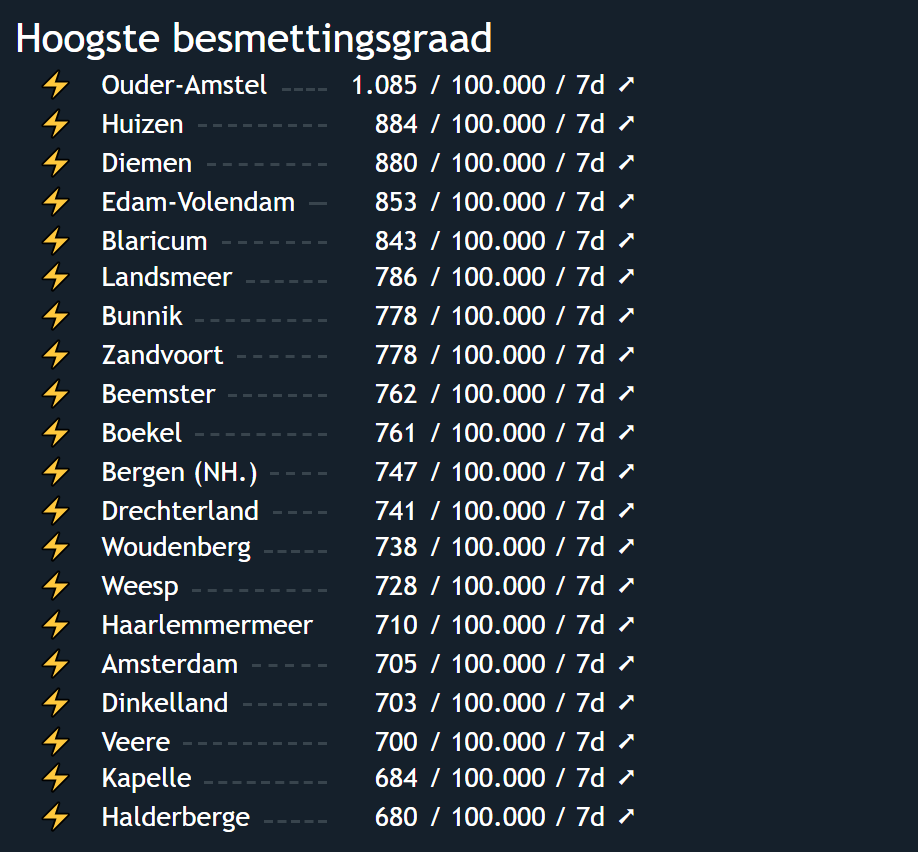 Hoogste besmettingsgraad
⚡ Ouder-Amstel ---- 1.085 / 100.000 / 7d ➚
⚡ Huizen --------- 884 / 100.000 / 7d ➚
⚡ Diemen -------- 880 / 100.000 / 7d ➚
⚡ Edam-Volendam - 853 / 100.000 / 7d ➚
⚡ Blaricum ------- 843 / 100.000 / 7d ➚
⚡ Landsmeer ------ 786 / 100.000 / 7d ➚
⚡ Bunnik --------- 778 / 100.000 / 7d ➚
⚡ Zandvoort ------ 778 / 100.000 / 7d ➚
⚡ Beemster ------- 762 / 100.000 / 7d ➚
⚡ Boekel --------- 761 / 100.000 / 7d ➚
⚡ Bergen (NH.) ---- 747 / 100.000 / 7d ➚
⚡ Drechterland ---- 741 / 100.000 / 7d ➚
⚡ Woudenberg ----- 738 / 100.000 / 7d ➚
⚡ Weesp --------- 728 / 100.000 / 7d ➚
⚡ Haarlemmermeer 710 / 100.000 / 7d ➚
⚡ Amsterdam ----- 705 / 100.000 / 7d ➚
⚡ Dinkelland ------ 703 / 100.000 / 7d ➚
⚡ Veere ---------- 700 / 100.000 / 7d ➚
⚡ Kapelle -------- 684 / 100.000 / 7d ➚
⚡ Halderberge ----- 680 / 100.000 / 7d ➚